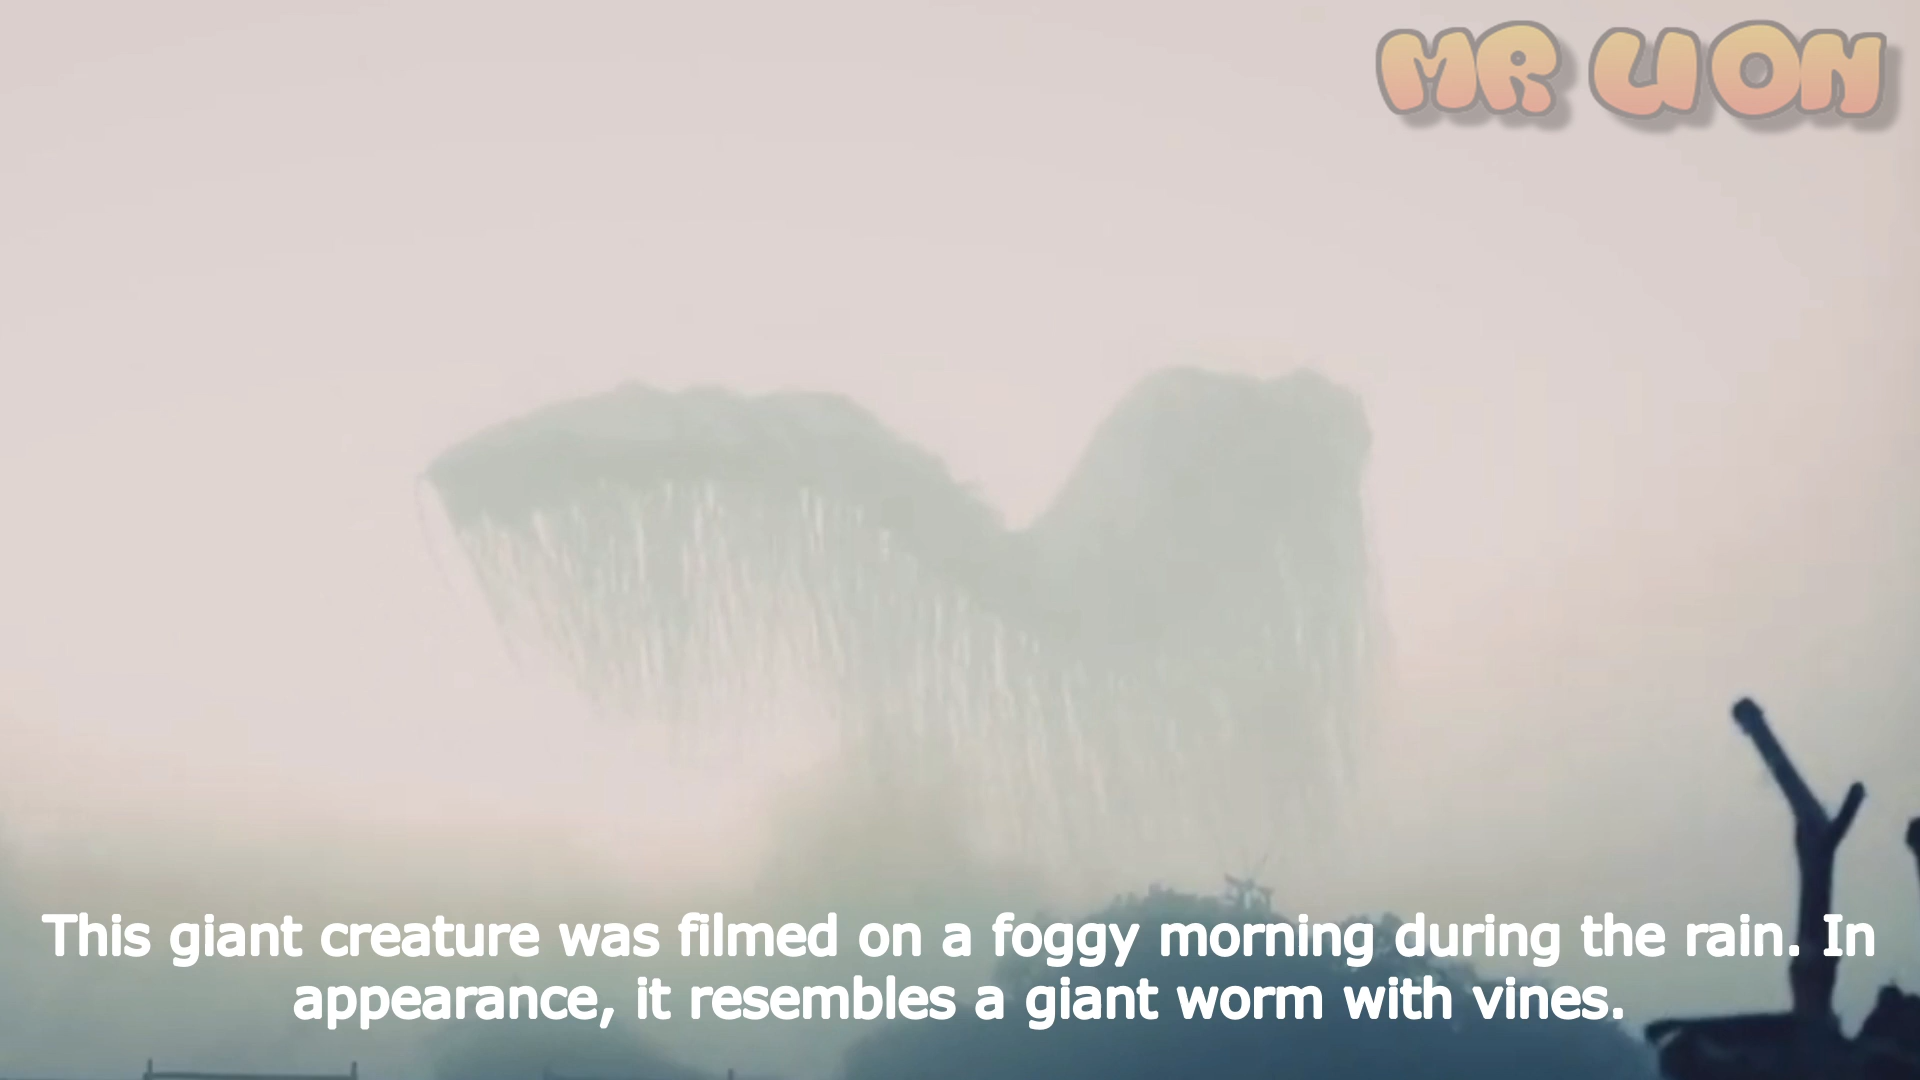 MR LION
This giant creature was filmed on a foggy morning during the rain. In
appearance, it resembles a giant worm with vines.